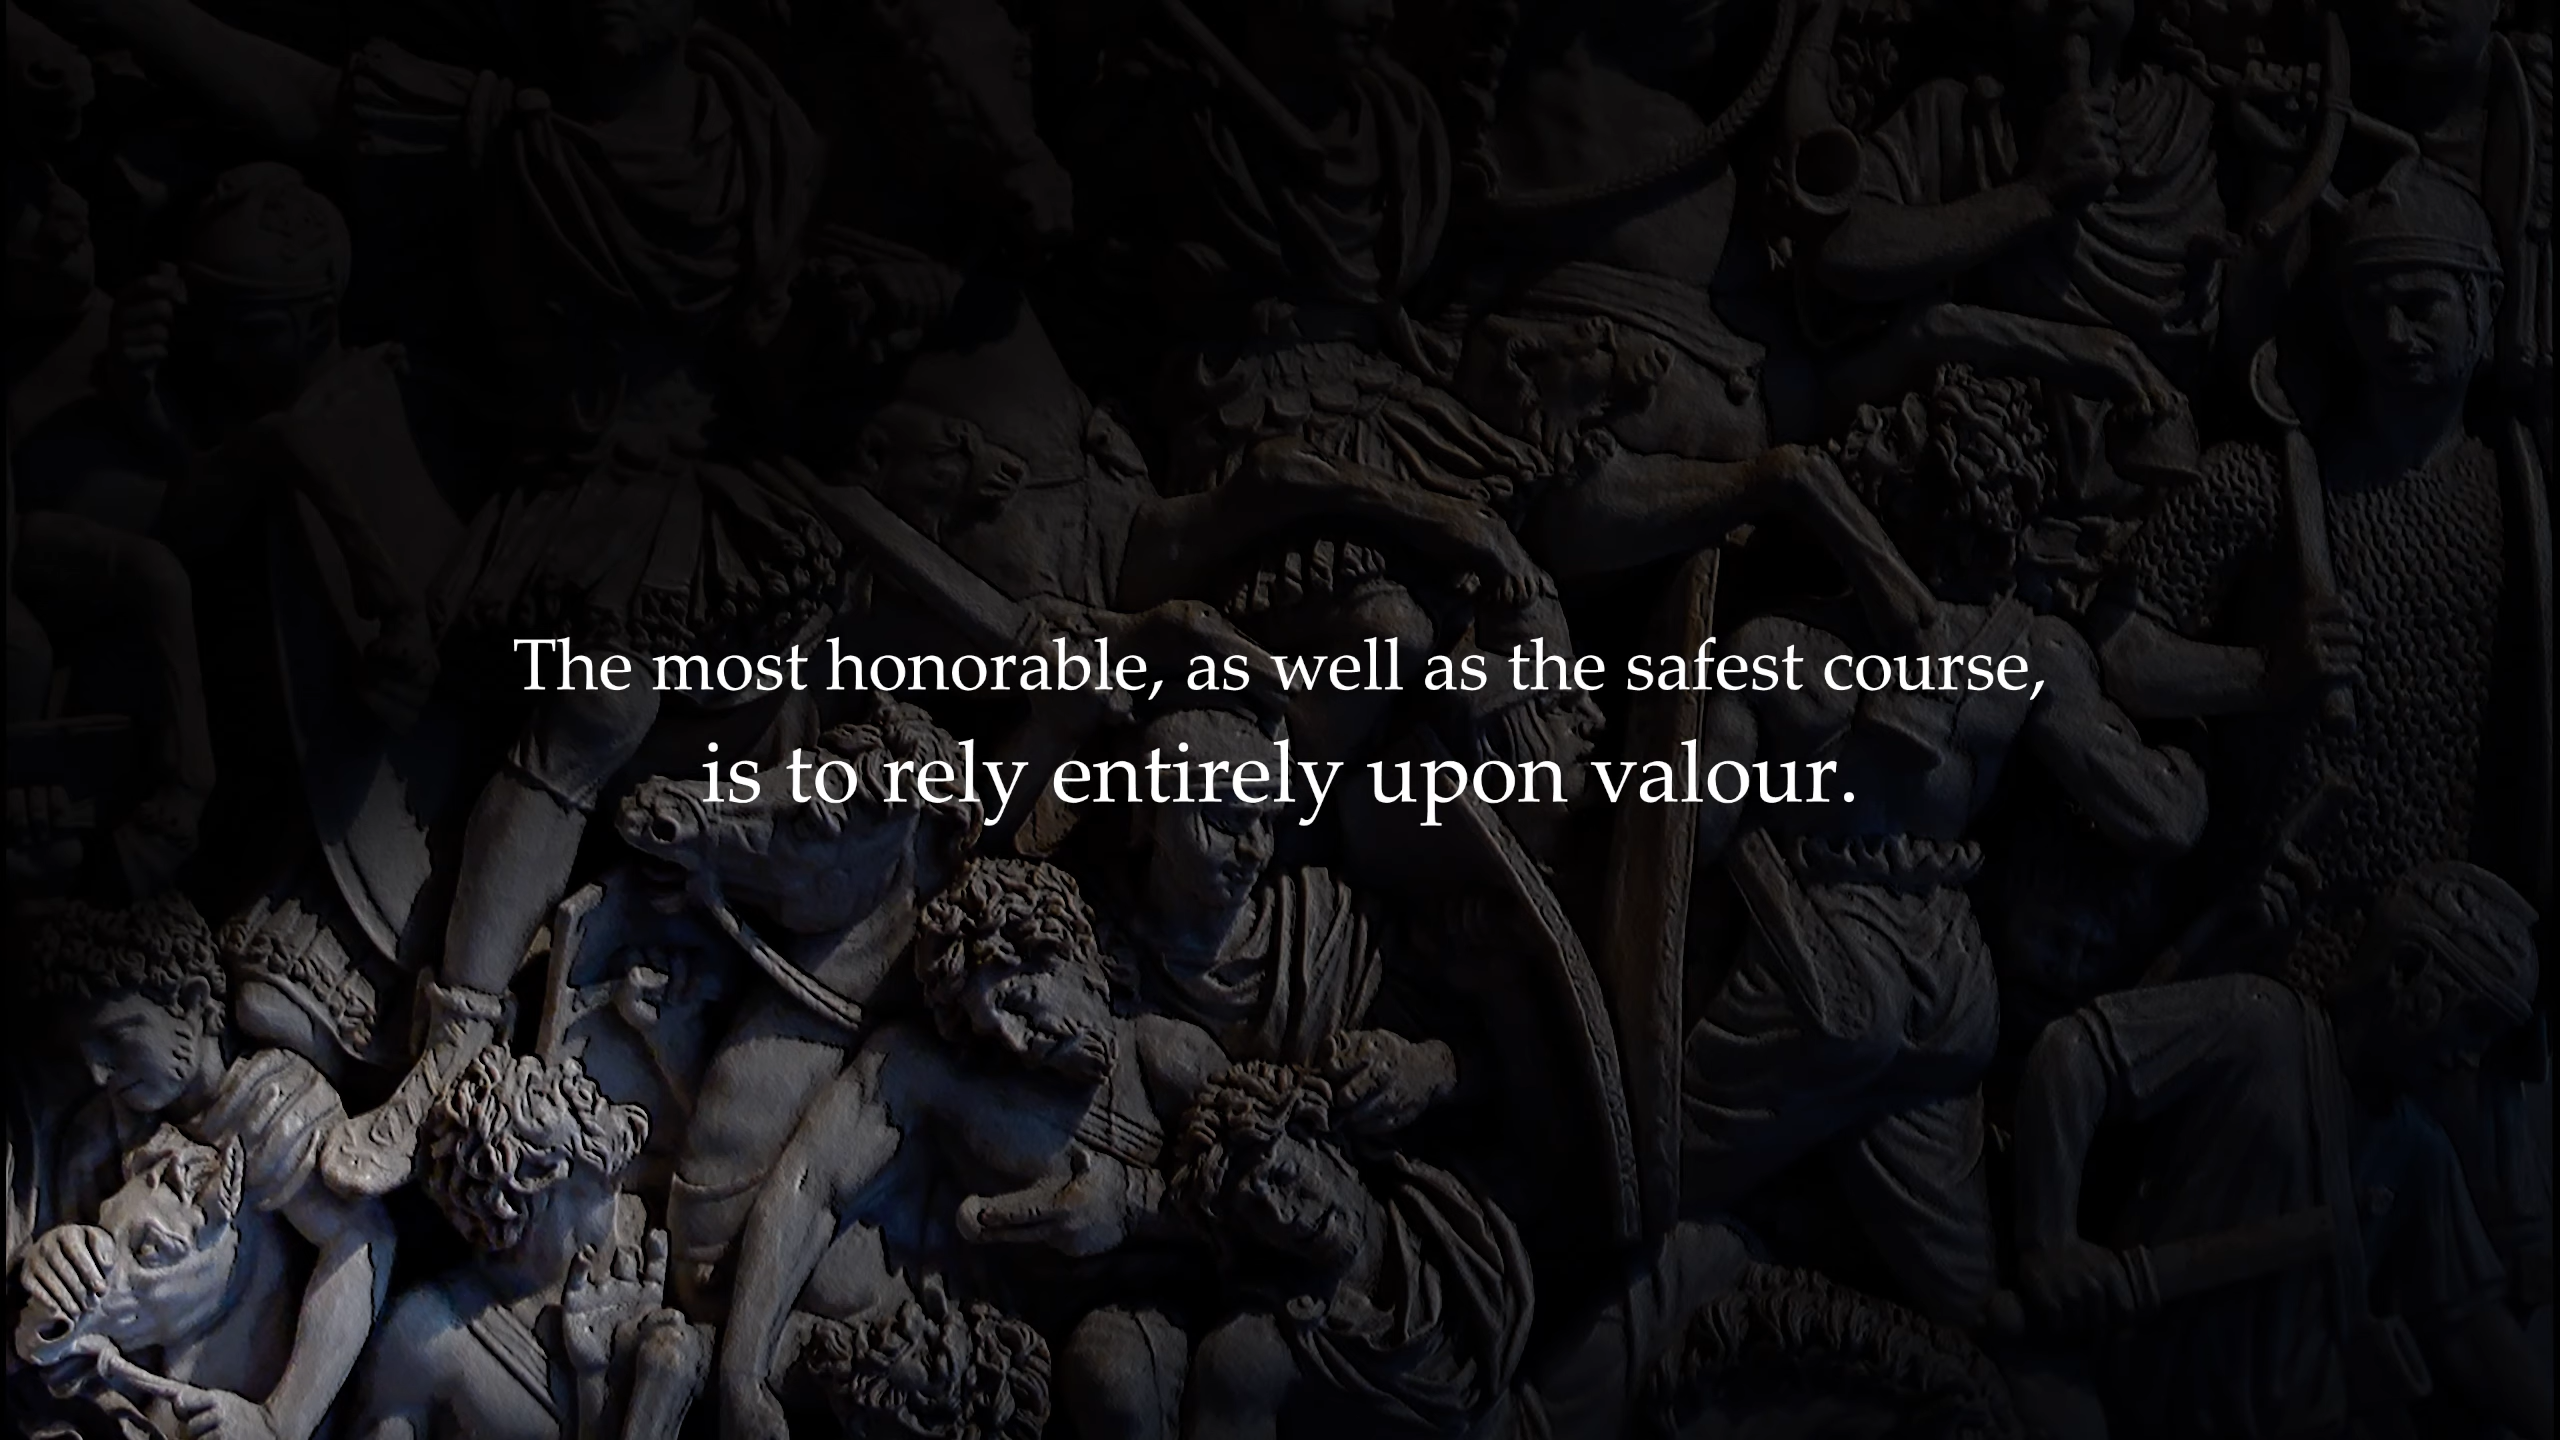 The most honorable, as well as the safest course,
is to rely entirely upon valour.